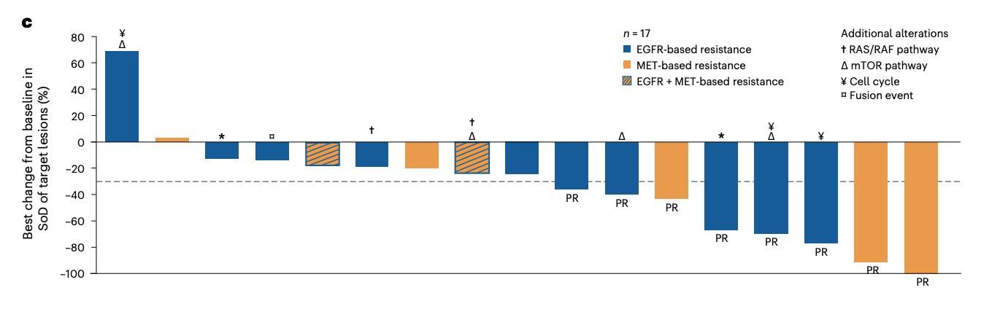 c
Best change from baseline in
SoD of target lesions (%)
80
60
40
20
0
−20
−40
−60
−80
−100
n = 17
EGFR-based resistance
MET-based resistance
EGFR + MET-based resistance
Additional alterations
† RAS/RAF pathway
Δ mTOR pathway
¥ Cell cycle
¤ Fusion event
¥
Δ
*
¤
†
†
Δ
Δ
*
¥
Δ
¥
PR
PR
PR
PR
PR
PR
PR
PR